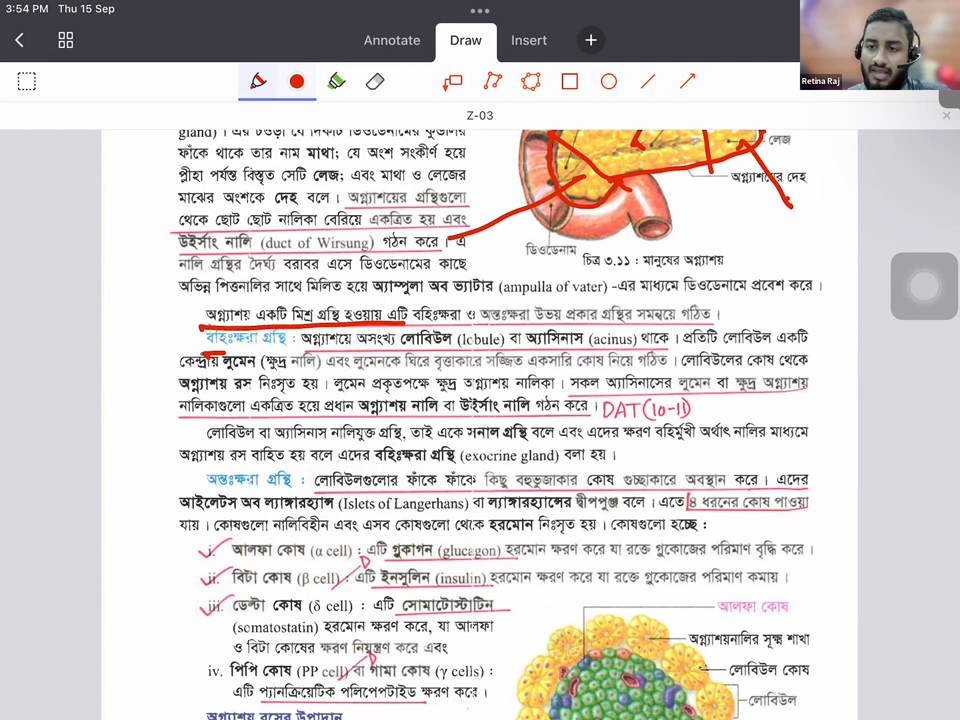 3:54 PM Thu 15 Sep
Annotate Draw Insert
Retina Raj
Z-03
gland)। এর চওড়া যে দিকটি ডিওডেনামের কুণ্ডলীর
ফাঁকে থাকে তার নাম মাথা; যে অংশ সংকীর্ণ হয়ে
প্লীহা পর্যন্ত বিস্তৃত সেটি লেজ; এবং মাথা ও লেজের
মাঝের অংশকে দেহ বলে। অগ্ন্যাশয়ের গ্রন্থিগুলো
থেকে ছোট ছোট নালিকা বেরিয়ে একত্রিত হয় এবং
উইর্সাং নালি (duct of Wirsung) গঠন করে। এ
নালি গ্রন্থির দৈর্ঘ্য বরাবর এসে ডিওডেনামের কাছে
লেজ
অগ্ন্যাশয়ের দেহ
ডিওডেনাম
চিত্র ৩.১১ : মানুষের অগ্ন্যাশয়
অভিন্ন পিত্তনালির সাথে মিলিত হয়ে অ্যাম্পুলা অব ভ্যাটার (ampulla of vater) -এর মাধ্যমে ডিওডেনামে প্রবেশ করে।
অগ্ন্যাশয় একটি মিশ্র গ্রন্থি হওয়ায় এটি বহিঃক্ষরা ও অন্তঃক্ষরা উভয় প্রকার গ্রন্থির সমন্বয়ে গঠিত।
বহিঃক্ষরা গ্রন্থি : অগ্ন্যাশয়ে অসংখ্য লোবিউল (lobule) বা অ্যাসিনাস (acinus) থাকে। প্রতিটি লোবিউল একটি
কেন্দ্রীয় লুমেন (ক্ষুদ্র নালি) এবং লুমেনকে ঘিরে বৃত্তাকারে সজ্জিত একসারি কোষ নিয়ে গঠিত। লোবিউলের কোষ থেকে
অগ্ন্যাশয় রস নিঃসৃত হয়। লুমেন প্রকৃতপক্ষে ক্ষুদ্র অগ্ন্যাশয় নালিকা। সকল অ্যাসিনাসের লুমেন বা ক্ষুদ্র অগ্ন্যাশয়
নালিকাগুলো একত্রিত হয়ে প্রধান অগ্ন্যাশয় নালি বা উইর্সাং নালি গঠন করে। DAT(10-11)
লোবিউল বা অ্যাসিনাস নালিযুক্ত গ্রন্থি, তাই একে সনাল গ্রন্থি বলে এবং এদের ক্ষরণ বহির্মুখী অর্থাৎ নালির মাধ্যমে
অগ্ন্যাশয় রস বাহিত হয় বলে এদের বহিঃক্ষরা গ্রন্থি (exocrine gland) বলা হয়।
অন্তঃক্ষরা গ্রন্থি : লোবিউলগুলোর ফাঁকে ফাঁকে কিছু বহুভূজাকার কোষ গুচ্ছাকারে অবস্থান করে। এদের
আইলেটস অব ল্যাঙ্গারহ্যান্স (Islets of Langerhans) বা ল্যাঙ্গারহ্যান্সের দ্বীপপুঞ্জ বলে। এতে ৪ ধরনের কোষ পাওয়া
যায়। কোষগুলো নালিবিহীন এবং এসব কোষগুলো থেকে হরমোন নিঃসৃত হয়। কোষগুলো হচ্ছে :
i. আলফা কোষ (α cell) : এটি গ্লুকাগন (glucagon) হরমোন ক্ষরণ করে যা রক্তে গ্লুকোজের পরিমাণ বৃদ্ধি করে।
ii. বিটা কোষ (β cell) : এটি ইনসুলিন (insulin) হরমোন ক্ষরণ করে যা রক্তে গ্লুকোজের পরিমাণ কমায়।
iii. ডেল্টা কোষ (δ cell) : এটি সোমাটোস্টাটিন
(somatostatin) হরমোন ক্ষরণ করে, যা আলফা
ও বিটা কোষের ক্ষরণ নিয়ন্ত্রণ করে এবং
iv. পিপি কোষ (PP cell) বা গামা কোষ (γ cells) :
এটি প্যানক্রিয়েটিক পলিপেপটাইড ক্ষরণ করে।
অগ্ন্যাশয় রসের উপাদান
আলফা কোষ
অগ্ন্যাশয়নালির সূক্ষ্ম শাখা
লোবিউল কোষ
লোবিউল